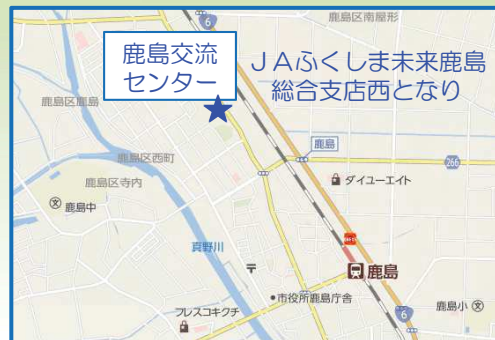 6
鹿島区南屋形
鹿島交流
センター
JAふくしま未来鹿島
総合支店西となり
鹿島区鹿島
鹿島区西町
鹿島
266
鹿島区寺内
ダイユーエイト
文 鹿島中
真野川
〒
鹿島
市役所鹿島庁舎
鹿島小 文
フレスコキクチ
6